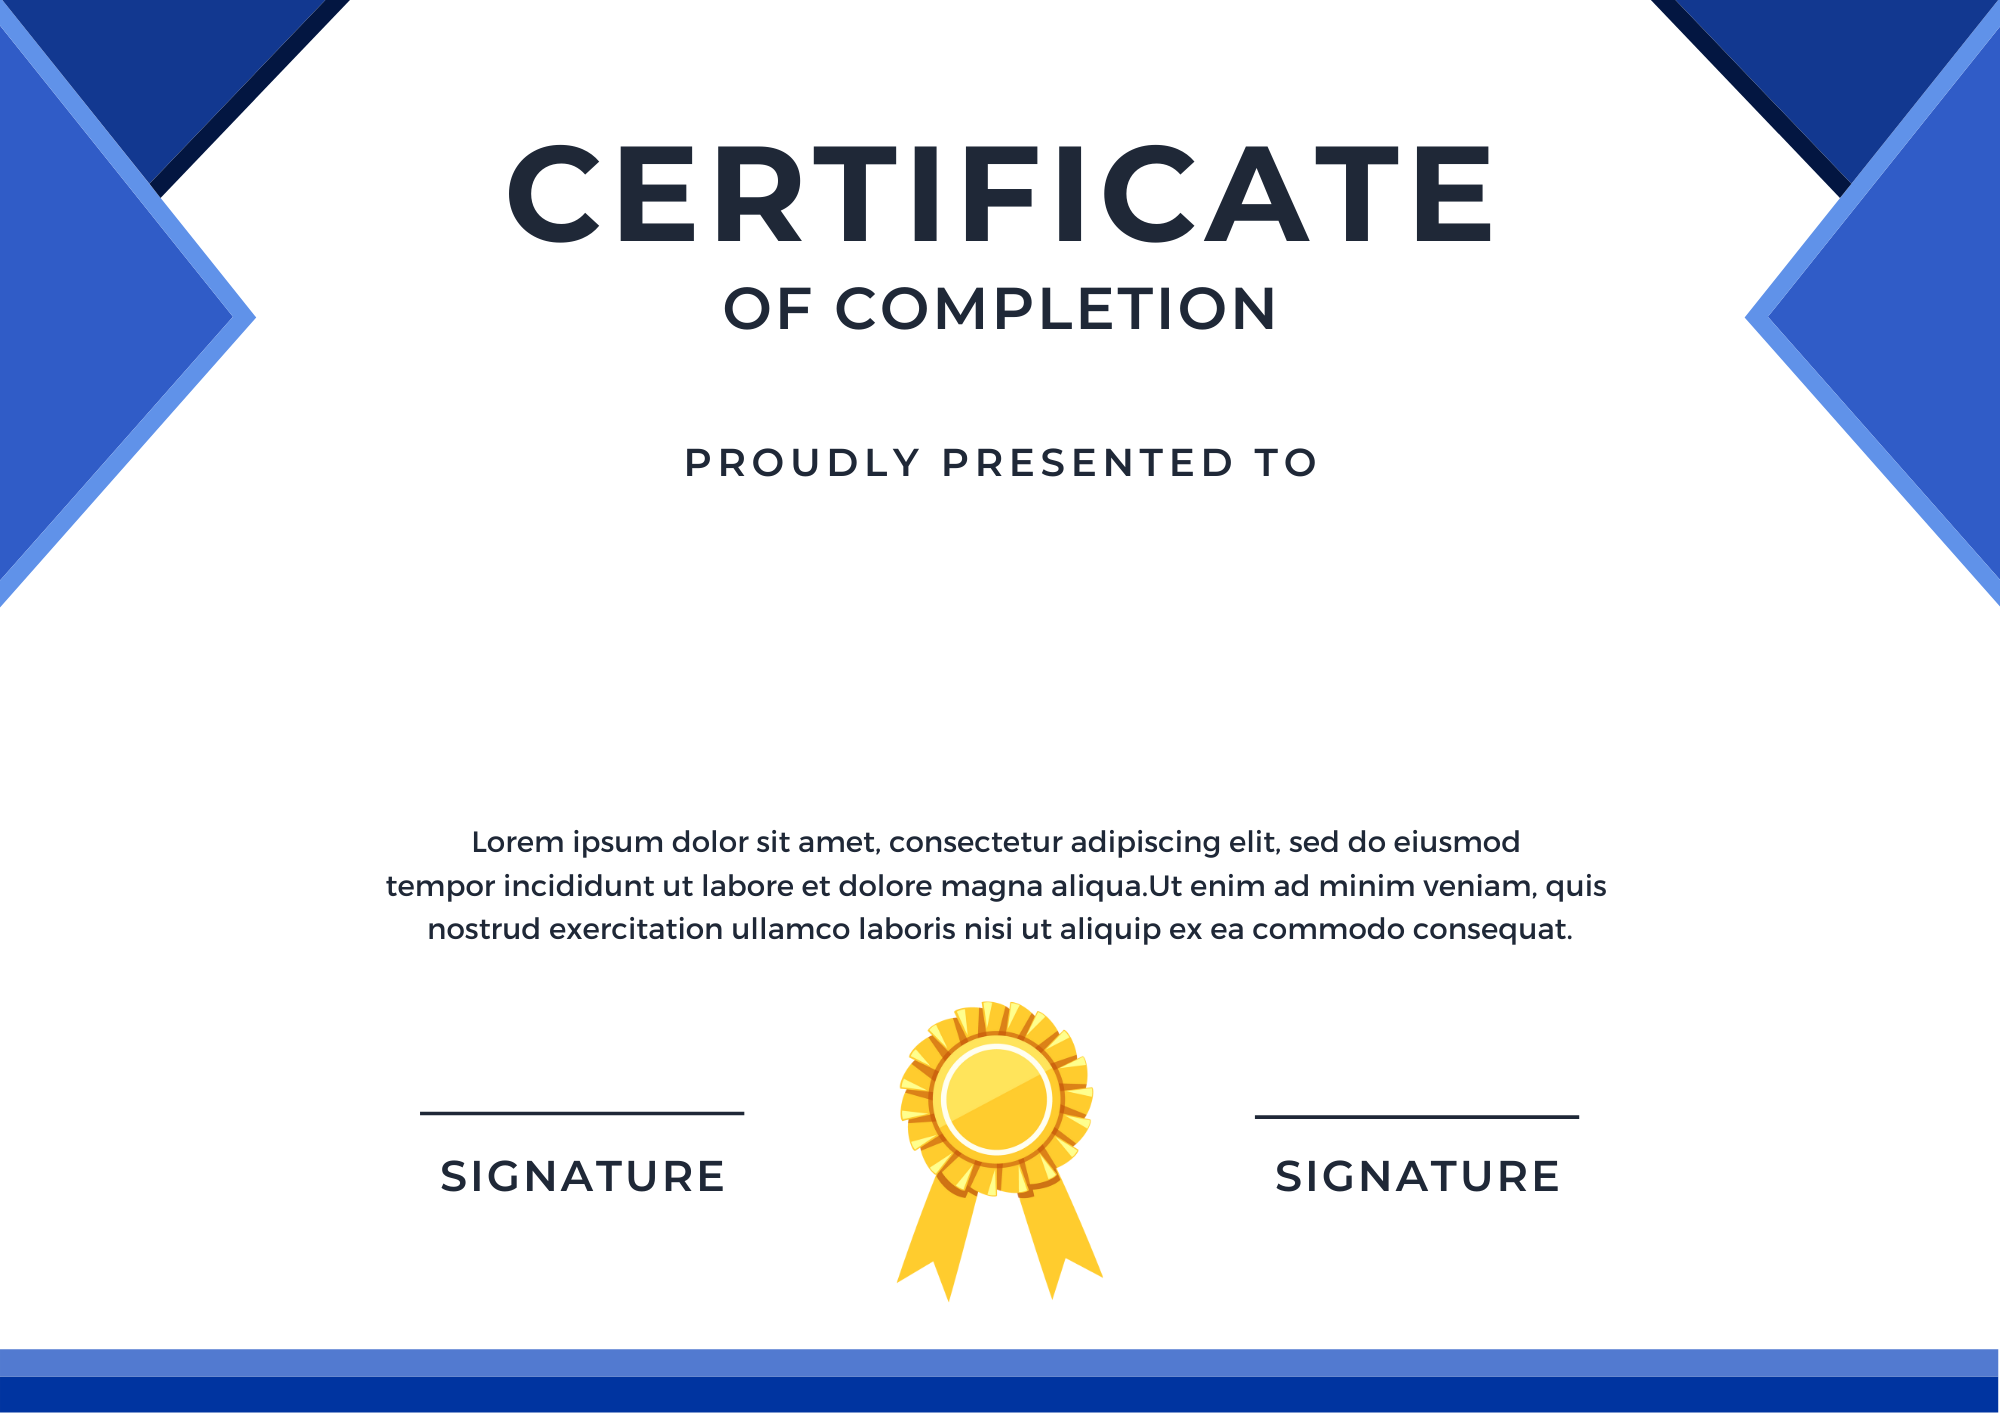 CERTIFICATE
OF COMPLETION
PROUDLY PRESENTED TO
Lorem ipsum dolor sit amet, consectetur adipiscing elit, sed do eiusmod
tempor incididunt ut labore et dolore magna aliqua.Ut enim ad minim veniam, quis
nostrud exercitation ullamco laboris nisi ut aliquip ex ea commodo consequat.
SIGNATURE
SIGNATURE